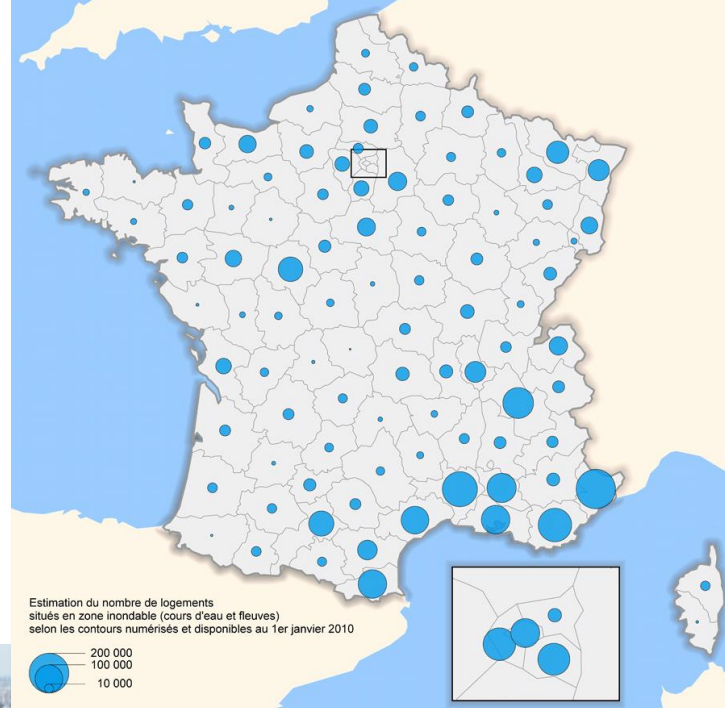 Estimation du nombre de logements
situés en zone inondable (cours d'eau et fleuves)
selon les contours numérisés et disponibles au 1er janvier 2010
200 000
100 000
10 000